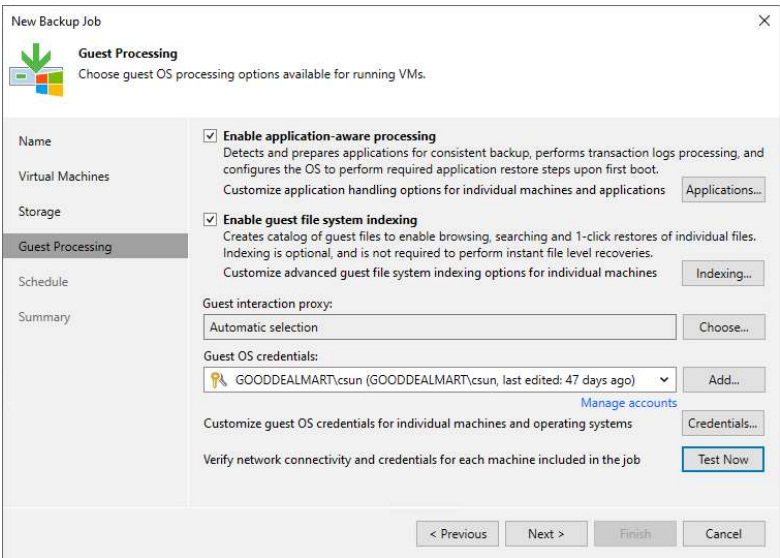 New Backup Job
Guest Processing
Choose guest OS processing options available for running VMs.
Name
Virtual Machines
Storage
Guest Processing
Schedule
Summary
Enable application-aware processing
Detects and prepares applications for consistent backup, performs transaction logs processing, and
configures the OS to perform required application restore steps upon first boot.
Customize application handling options for individual machines and applications
Applications...
Enable guest file system indexing
Creates catalog of guest files to enable browsing, searching and 1-click restores of individual files.
Indexing is optional, and is not required to perform instant file level recoveries.
Customize advanced guest file system indexing options for individual machines
Indexing...
Guest interaction proxy:
Automatic selection
Choose...
Guest OS credentials:
GOODDEALMART\csun (GOODDEALMART\csun, last edited: 47 days ago)
Add...
Manage accounts
Customize guest OS credentials for individual machines and operating systems
Credentials...
Verify network connectivity and credentials for each machine included in the job
Test Now
< Previous
Next >
Finish
Cancel